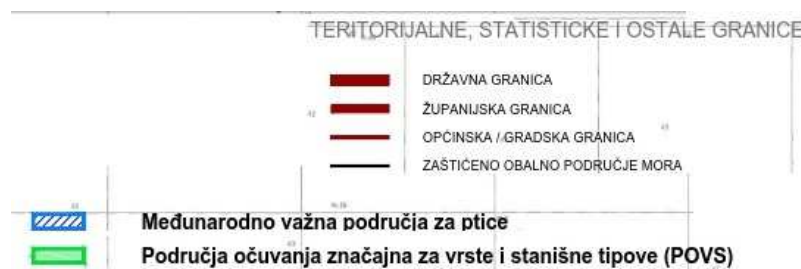 TERITORIJALNE, STATISTICKE I OSTALE GRANICE
DRŽAVNA GRANICA
ŽUPANIJSKA GRANICA
OPĆINSKA / GRADSKA GRANICA
ZAŠTIĆENO OBALNO PODRUČJE MORA
Međunarodno važna područja za ptice
Područja očuvanja značajna za vrste i stanišne tipove (POVS)